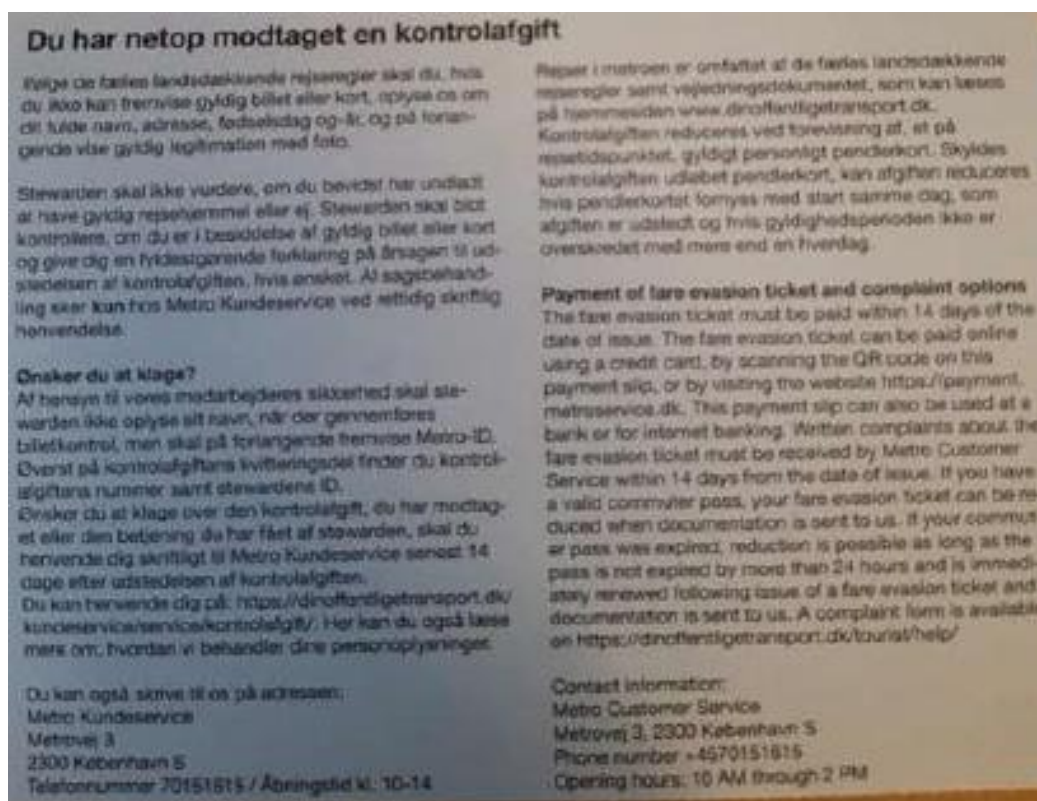 Du har netop modtaget en kontrolafgift
Ifølge de fælles landsdækkende rejseregler skal du, hvis
du ikke kan fremvise gyldig billet eller kort, oplyse os om
dit fulde navn, adresse, fødselsdag og -år, og på forlan-
gende vise gyldig legitimation med foto.
Stewarden skal ikke vurdere, om du bevidst har undladt
at have gyldig rejsehjemmel eller ej. Stewarden skal blot
kontrollere, om du er i besiddelse af gyldig billet eller kort
og give dig en fyldestgørende forklaring på årsagen til ud-
stedelsen af kontrolafgiften, hvis ønsket. Al sagsbehand-
ling sker kun hos Metro Kundeservice ved rettidig skriftlig
henvendelse.
Ønsker du at klage?
Af hensyn til vores medarbejderes sikkerhed skal ste-
warden ikke oplyse sit navn, når der gennemføres
billetkontrol, men skal på forlangende fremvise Metro-ID.
Øverst på kontrolafgiftens kvitteringsdel finder du kontrol-
afgiftens nummer samt stewardens ID.
Ønsker du at klage over den kontrolafgift, du har modtag-
et eller den betjening du har fået af stewarden, skal du
henvende dig skriftligt til Metro Kundeservice senest 14
dage efter udstedelsen af kontrolafgiften.
Du kan henvende dig på: https://dinoffentligetransport.dk/
kundeservice/service/kontrolafgift/. Her kan du også læse
mere om, hvordan vi behandler dine personoplysninger.
Du kan også skrive til os på adressen:
Metro Kundeservice
Metrovej 3
2300 København S
Telefonnummer 70151615 / Åbningstid kl. 10-14
Rejser i metroen er omfattet af de fælles landsdækkende
rejseregler samt vejledningsdokumentet, som kan læses
på hjemmesiden www.dinoffentligetransport.dk.
Kontrolafgiften reduceres ved forevisning af, et på
rejsetidspunktet, gyldigt personligt pendlerkort. Skyldes
kontrolafgiften udløbet pendlerkort, kan afgiften reduceres
hvis pendlerkortet fornyes med start samme dag, som
afgiften er udstedt og hvis gyldighedsperioden ikke er
overskredet med mere end en hverdag.
Payment of fare evasion ticket and complaint options
The fare evasion ticket must be paid within 14 days of the
date of issue. The fare evasion ticket can be paid online
using a credit card, by scanning the QR code on this
payment slip, or by visiting the website https://payment.
metroservice.dk. This payment slip can also be used at a
bank or for internet banking. Written complaints about the
fare evasion ticket must be received by Metro Customer
Service within 14 days from the date of issue. If you have
a valid commuter pass, your fare evasion ticket can be re-
duced when documentation is sent to us. If your commut-
er pass was expired, reduction is possible as long as the
pass is not expired by more than 24 hours and is immedi-
ately renewed following issue of a fare evasion ticket and
documentation is sent to us. A complaint form is available
on https://dinoffentligetransport.dk/tourist/help/
Contact information:
Metro Customer Service
Metrovej 3, 2300 København S
Phone number +4570151615
Opening hours: 10 AM through 2 PM